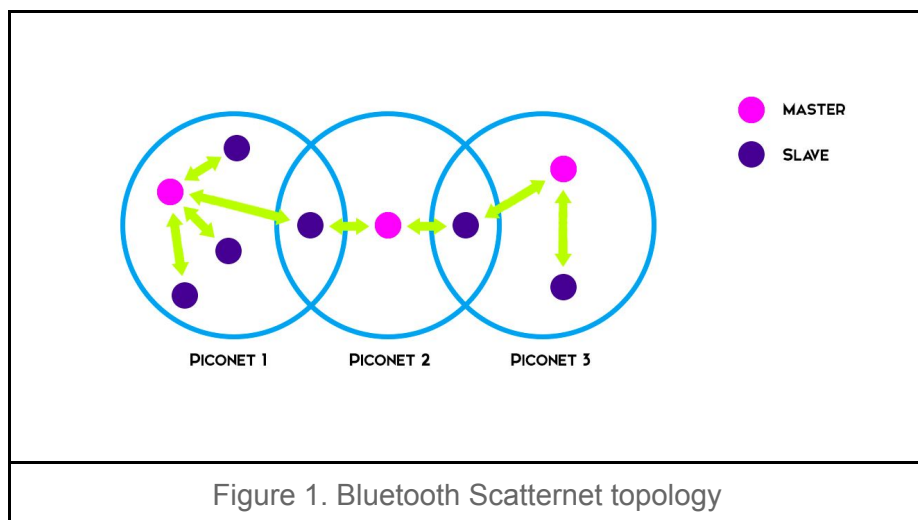 MASTER
SLAVE
PICONET 1 PICONET 2 PICONET 3
Figure 1. Bluetooth Scatternet topology